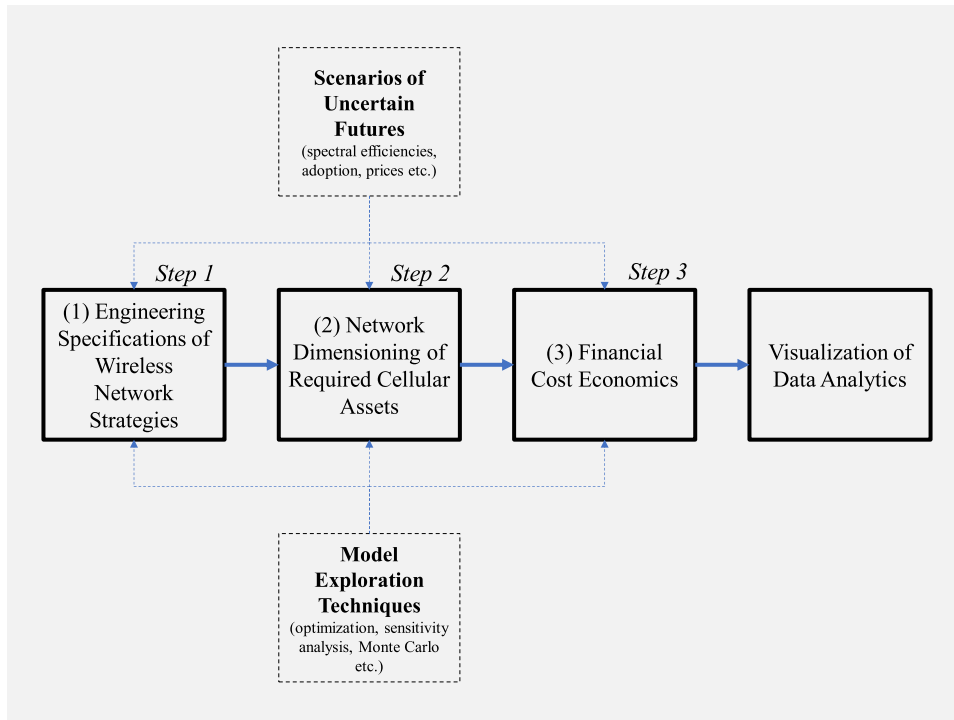 Scenarios of
Uncertain
Futures
(spectral efficiencies,
adoption, prices etc.)
Step 1
Step 2
Step 3
(1) Engineering
Specifications of
Wireless
Network
Strategies
(2) Network
Dimensioning of
Required Cellular
Assets
(3) Financial
Cost Economics
Visualization of
Data Analytics
Model
Exploration
Techniques
(optimization, sensitivity
analysis, Monte Carlo
etc.)